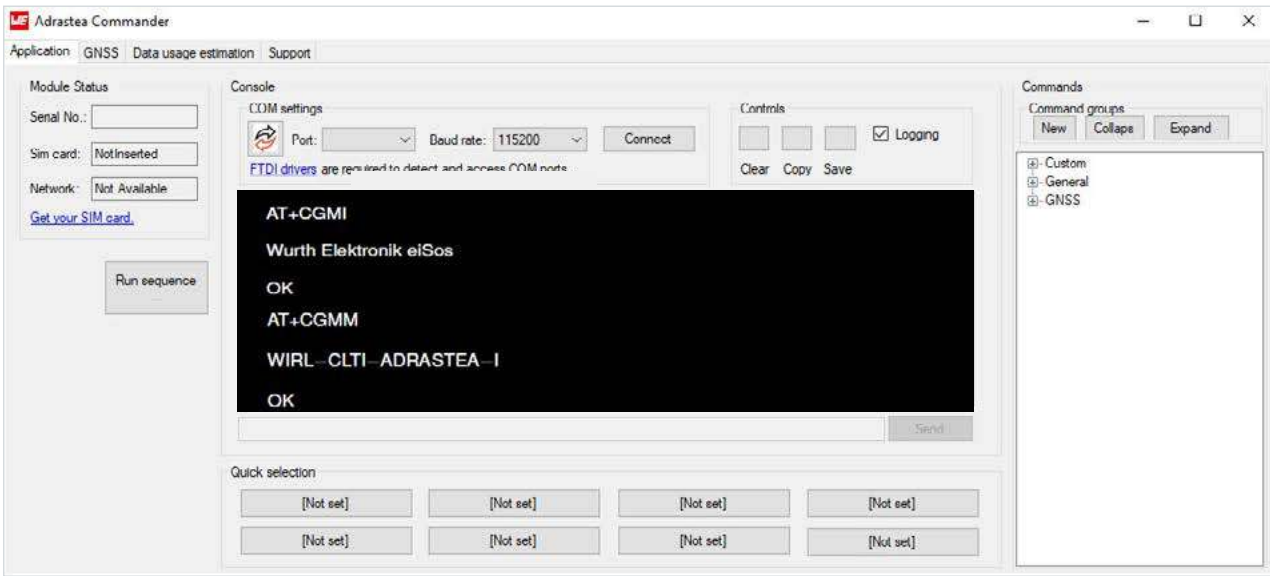 WE Adrastea Commander
Application GNSS Data usage estimation Support
Module Status
Serial No.:
Sim card: NotInserted
Network: Not Available
Get your SIM card.
Run sequence
Console
COM settings
Port: Baud rate: 115200 Connect
FTDI drivers are required to detect and access COM ports
Controls
Logging
Clear Copy Save
AT+CGMI
Wurth Elektronik eiSos
OK
AT+CGMM
WIRL-CLTI-ADRASTEA-I
OK
Send
Quick selection
[Not set] [Not set] [Not set] [Not set]
[Not set] [Not set] [Not set] [Not set]
Commands
Command groups
New Collaps Expand
Custom
General
GNSS